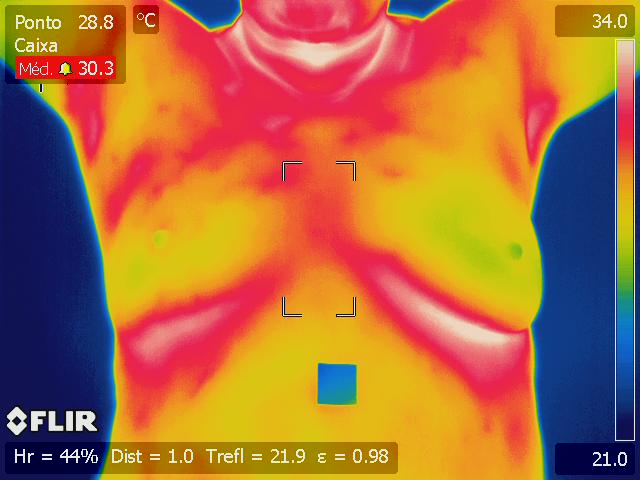 Ponto 28.8 °C
Caixa
Méd. 30.3
34.0
FLIR
Hr = 44% Dist = 1.0 Trefl = 21.9 ε = 0.98
21.0